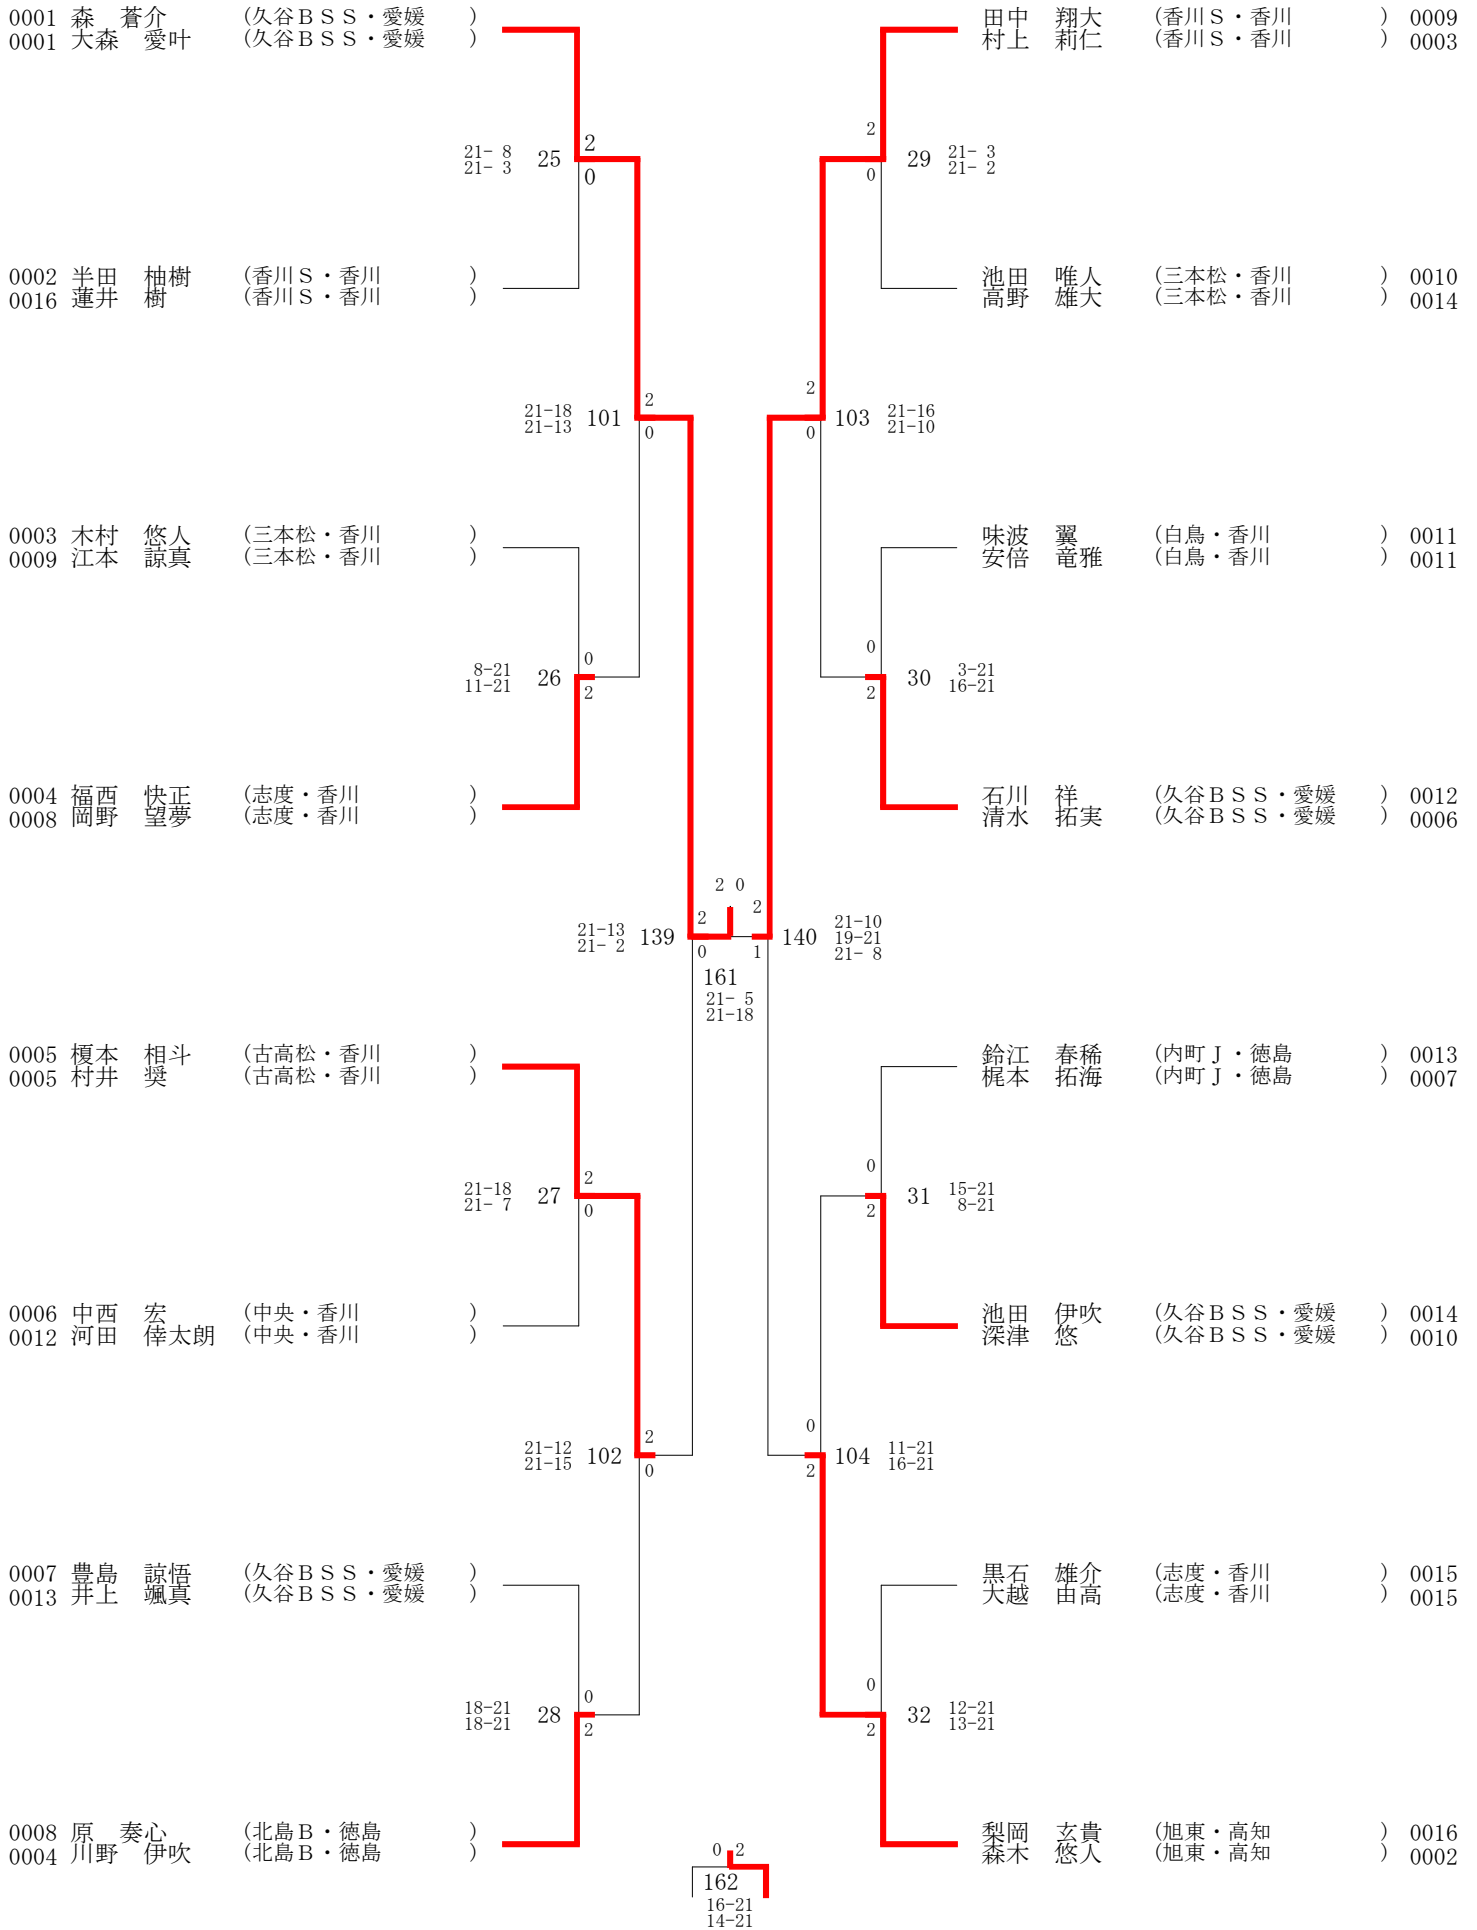 0001 森　蒼介 (久谷ＢＳＳ・愛媛 )
0001 大森　愛叶 (久谷ＢＳＳ・愛媛 )
田中　翔大 (香川Ｓ・香川 ) 0009
村上　莉仁 (香川Ｓ・香川 ) 0003
2
21- 8 25
21- 3
0
2
29 21- 3
21- 2
0
0002 半田　柚樹 (香川Ｓ・香川 )
0016 蓮井　樹 (香川Ｓ・香川 )
池田　唯人 (三本松・香川 ) 0010
高野　雄大 (三本松・香川 ) 0014
2
21-18 101
21-13
0
2
103 21-16
21-10
0
0003 木村　悠人 (三本松・香川 )
0009 江本　諒真 (三本松・香川 )
味波　翼 (白鳥・香川 ) 0011
安倍　竜雅 (白鳥・香川 ) 0011
0
8-21 26
11-21
2
0
30 3-21
16-21
2
0004 福西　快正 (志度・香川 )
0008 岡野　望夢 (志度・香川 )
石川　祥 (久谷ＢＳＳ・愛媛 ) 0012
清水　拓実 (久谷ＢＳＳ・愛媛 ) 0006
2 0
2
21-13 139
21- 2
0
2
140 21-10
19-21
21- 8
1
161
21- 5
21-18
0005 榎本　相斗 (古高松・香川 )
0005 村井　奨 (古高松・香川 )
鈴江　春稀 (内町Ｊ・徳島 ) 0013
梶本　拓海 (内町Ｊ・徳島 ) 0007
2
21-18 27
21- 7
0
0
31 15-21
8-21
2
0006 中西　宏 (中央・香川 )
0012 河田　倖太朗 (中央・香川 )
池田　伊吹 (久谷ＢＳＳ・愛媛 ) 0014
深津　悠 (久谷ＢＳＳ・愛媛 ) 0010
2
21-12 102
21-15
0
0
104 11-21
16-21
2
0007 豊島　諒悟 (久谷ＢＳＳ・愛媛 )
0013 井上　颯真 (久谷ＢＳＳ・愛媛 )
黒石　雄介 (志度・香川 ) 0015
大越　由高 (志度・香川 ) 0015
0
18-21 28
18-21
2
0
32 12-21
13-21
2
0008 原　奏心 (北島Ｂ・徳島 )
0004 川野　伊吹 (北島Ｂ・徳島 )
梨岡　玄貴 (旭東・高知 ) 0016
森木　悠人 (旭東・高知 ) 0002
0 2
162
16-21
14-21